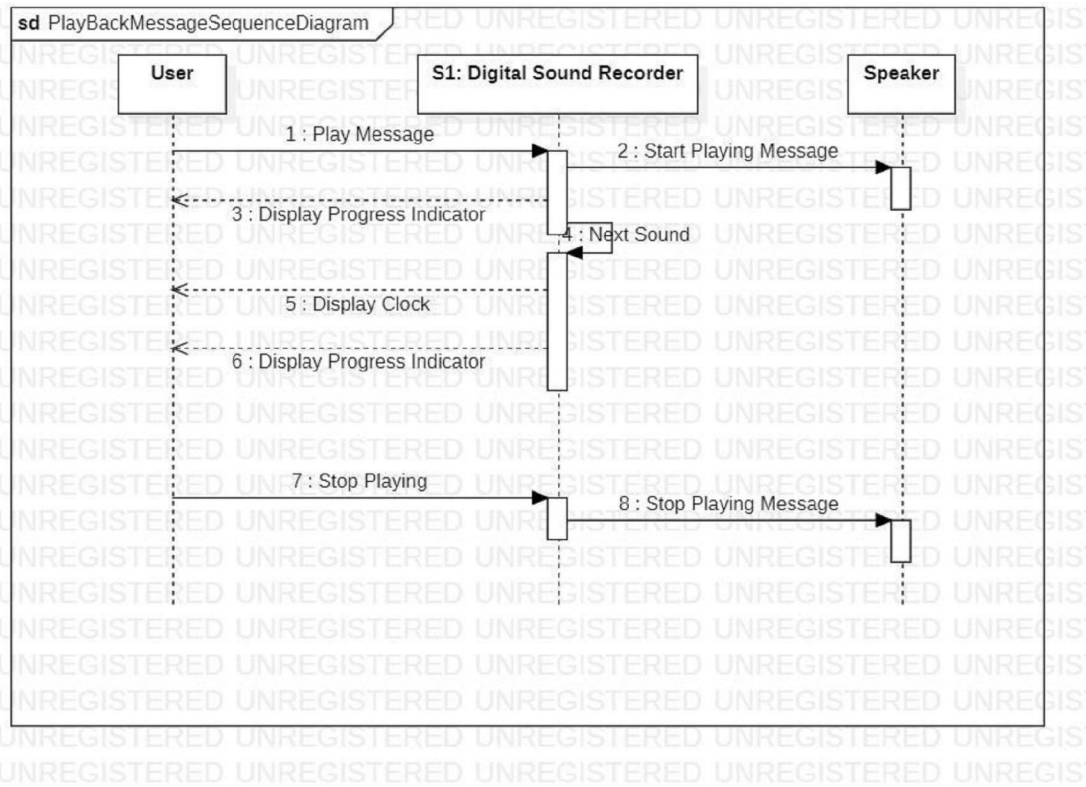 sd PlayBackMessageSequenceDiagram
User
S1: Digital Sound Recorder
Speaker
1 : Play Message
2 : Start Playing Message
3 : Display Progress Indicator
4 : Next Sound
5 : Display Clock
6 : Display Progress Indicator
7 : Stop Playing
8 : Stop Playing Message
UNREGISTERED